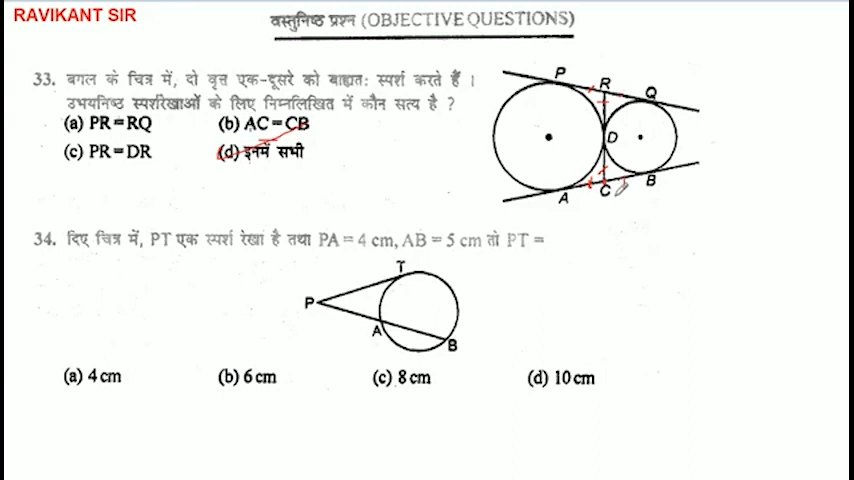 RAVIKANT SIR
वस्तुनिष्ठ प्रश्न (OBJECTIVE QUESTIONS)
33. बगल के चित्र में, दो वृत्त एक-दूसरे को बाह्यतः स्पर्श करते हैं ।
उभयनिष्ठ स्पर्शरेखाओं के लिए निम्नलिखित में कौन सत्य है ?
(a) PR=RQ (b) AC=CB
(c) PR=DR (d) इनमें सभी
P
R
Q
D
A
C
B
34. दिए चित्र में, PT एक स्पर्श रेखा है तथा PA = 4 cm, AB = 5 cm तो PT =
T
P
A
B
(a) 4 cm (b) 6 cm (c) 8 cm (d) 10 cm